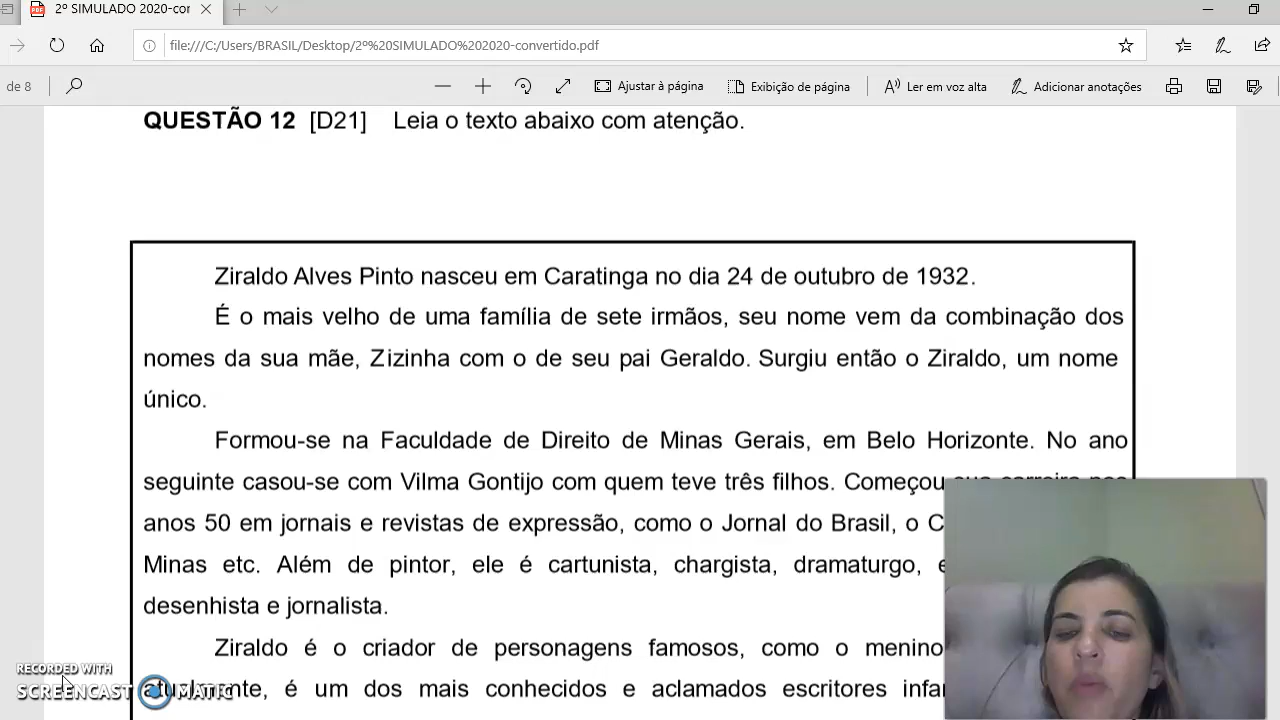 2º SIMULADO 2020-cor
file:///C:/Users/BRASIL/Desktop/2º%20SIMULADO%202020-convertido.pdf
de 8
Ajustar à página
Exibição de página
Ler em voz alta
Adicionar anotações
QUESTÃO 12 [D21] Leia o texto abaixo com atenção.
Ziraldo Alves Pinto nasceu em Caratinga no dia 24 de outubro de 1932.
É o mais velho de uma família de sete irmãos, seu nome vem da combinação dos
nomes da sua mãe, Zizinha com o de seu pai Geraldo. Surgiu então o Ziraldo, um nome
único.
Formou-se na Faculdade de Direito de Minas Gerais, em Belo Horizonte. No ano
seguinte casou-se com Vilma Gontijo com quem teve três filhos. Começou
anos 50 em jornais e revistas de expressão, como o Jornal do Brasil, o
Minas etc. Além de pintor, ele é cartunista, chargista, dramaturgo,
desenhista e jornalista.
Ziraldo é o criador de personagens famosos, como o menino
é um dos mais conhecidos e aclamados escritores
RECORDED WITH
SCREENCAST MATIC